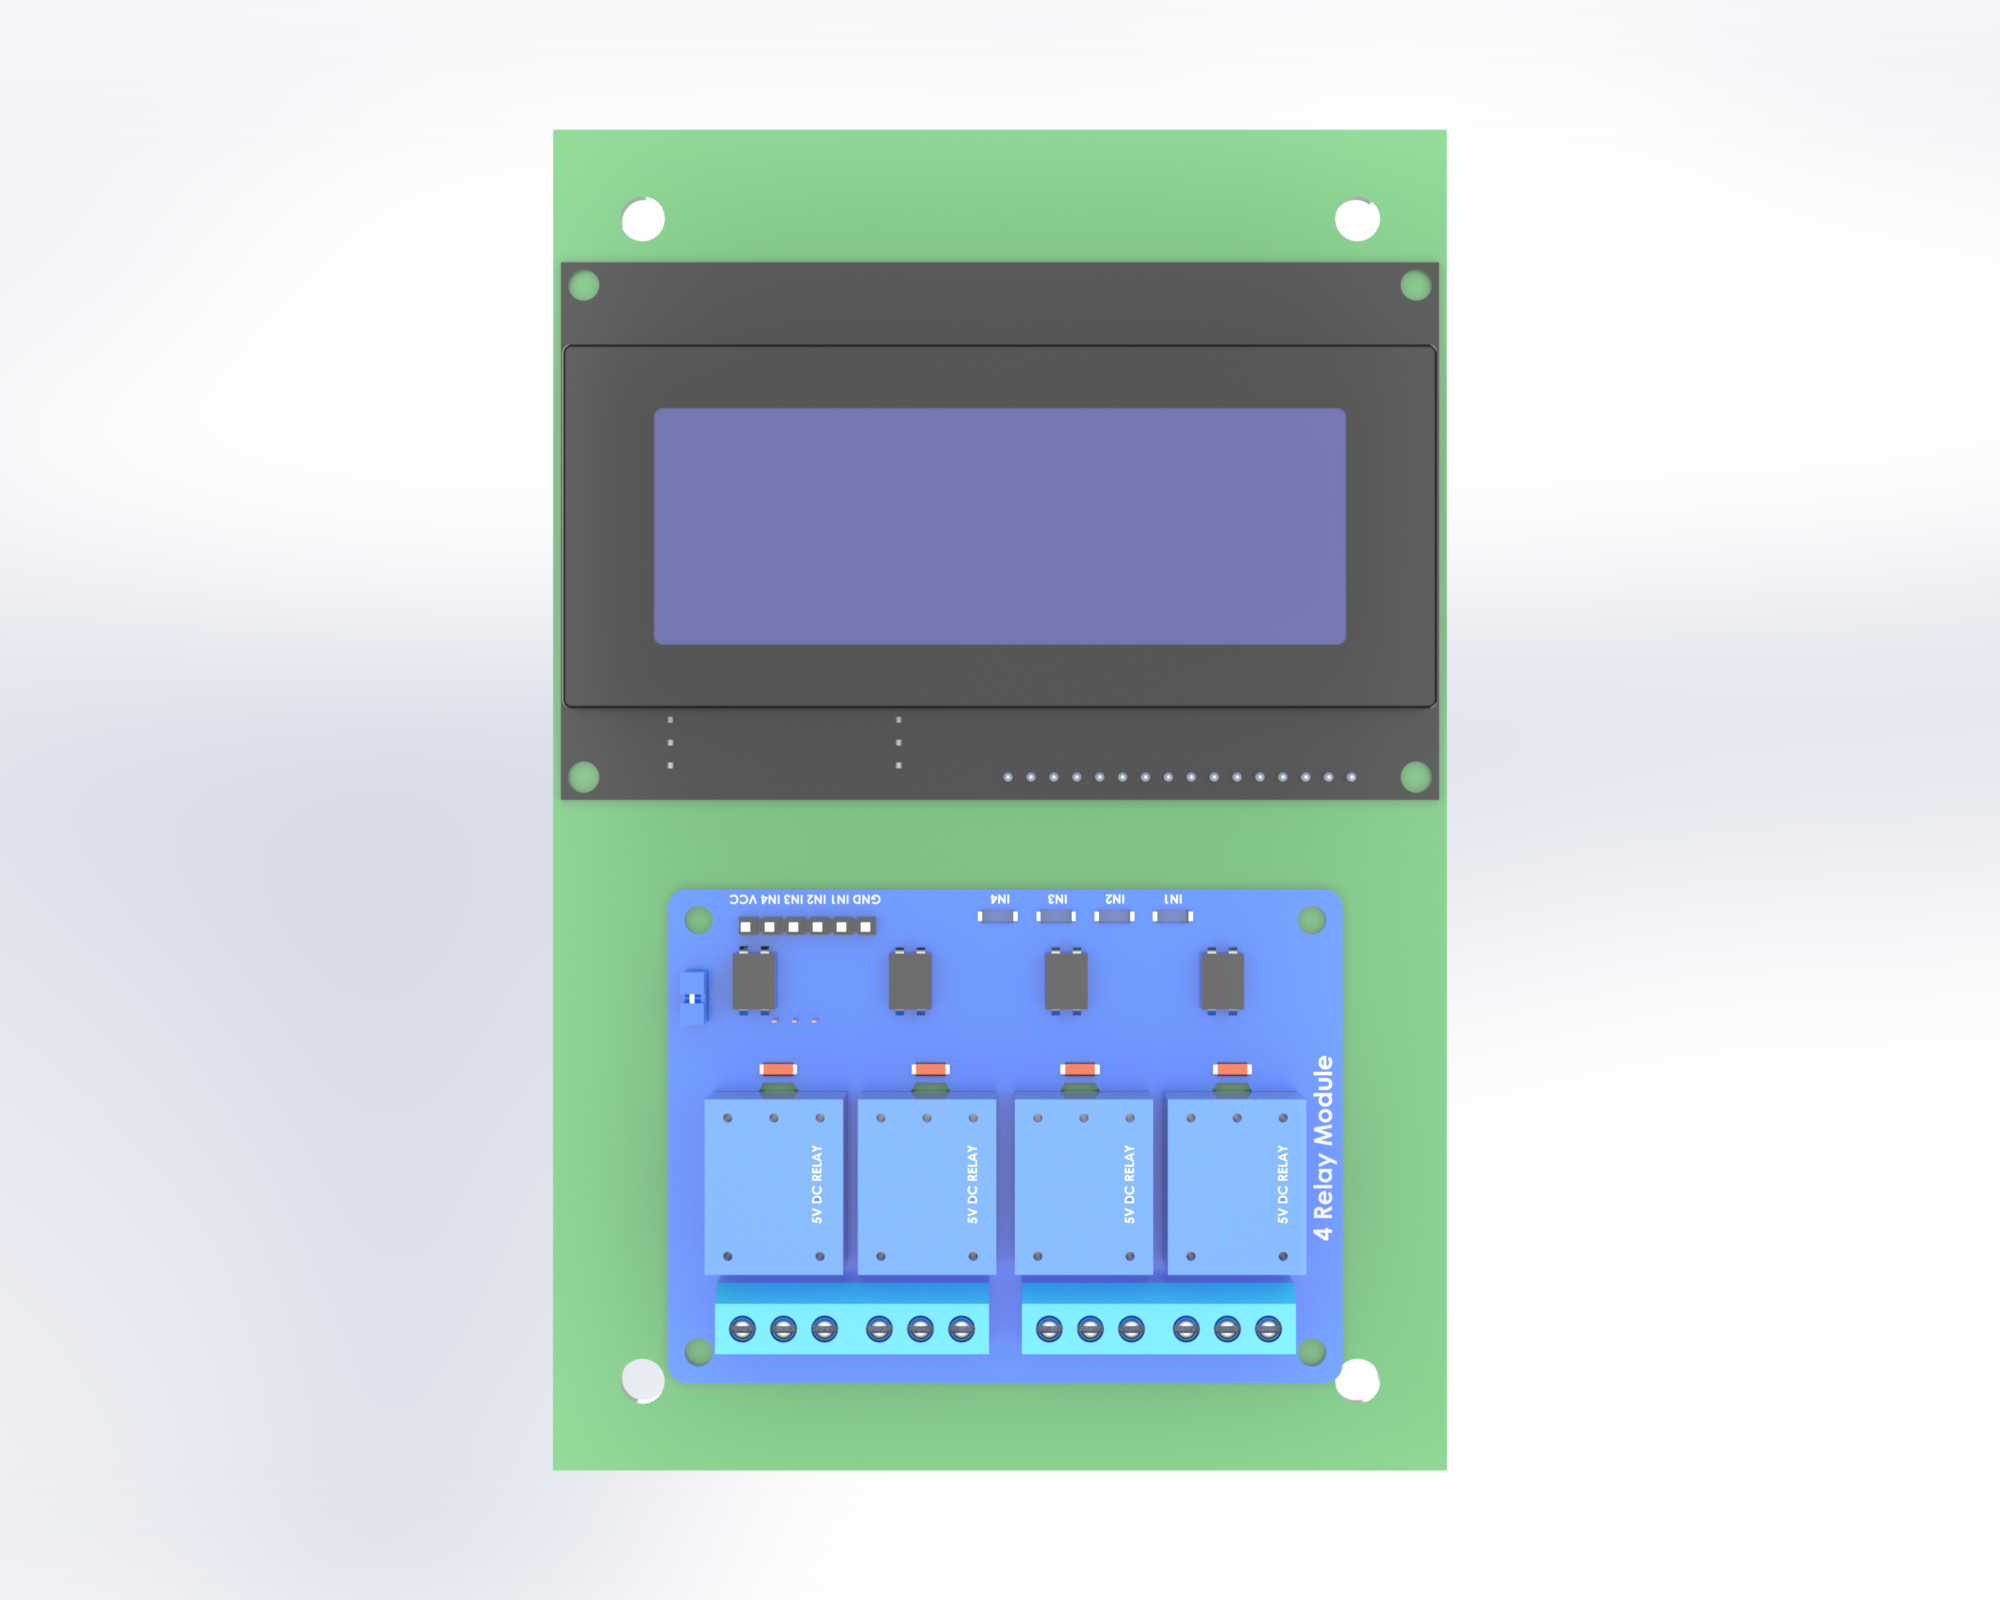 GND IN1 IN2 IN3 IN4 VCC
IN4
IN3
IN2
IN1
5V DC RELAY
5V DC RELAY
5V DC RELAY
5V DC RELAY
4 Relay Module